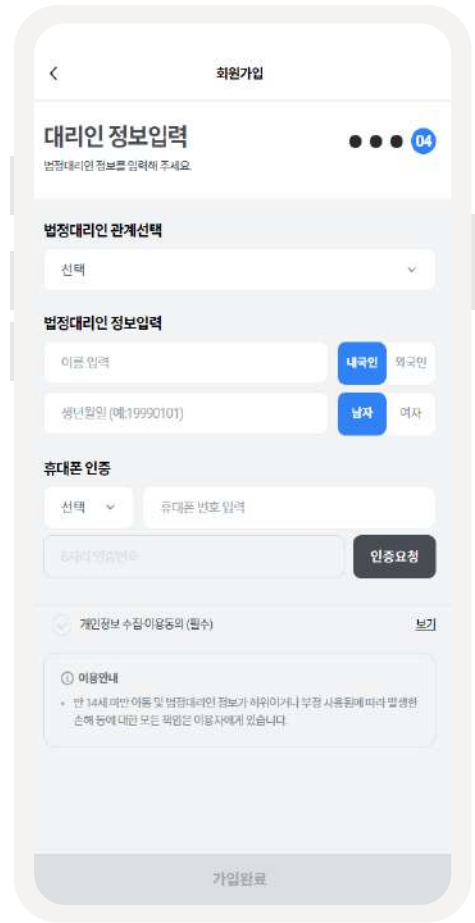 회원가입
대리인 정보입력
04
법정대리인 정보를 입력해 주세요.
법정대리인 관계선택
선택
법정대리인 정보입력
이름 입력
내국인 외국인
생년월일 (예:19990101)
남자 여자
휴대폰 인증
선택 휴대폰 번호 입력
6자리 인증번호 인증요청
개인정보 수집·이용동의 (필수) 보기
이용안내
• 만 14세 미만 아동 및 법정대리인 정보가 허위이거나 부정 사용됨에 따라 발생한
손해 등에 대한 모든 책임은 이용자에게 있습니다.
가입완료